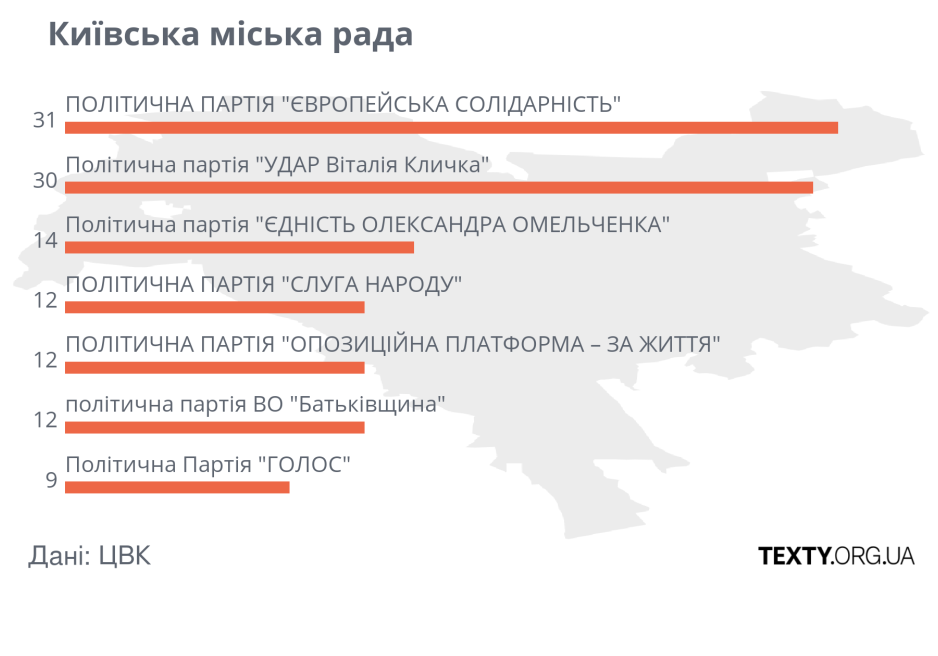 Київська міська рада
ПОЛІТИЧНА ПАРТІЯ "ЄВРОПЕЙСЬКА СОЛІДАРНІСТЬ"
31
Політична партія "УДАР Віталія Кличка"
30
Політична партія "ЄДНІСТЬ ОЛЕКСАНДРА ОМЕЛЬЧЕНКА"
14
ПОЛІТИЧНА ПАРТІЯ "СЛУГА НАРОДУ"
12
ПОЛІТИЧНА ПАРТІЯ "ОПОЗИЦІЙНА ПЛАТФОРМА – ЗА ЖИТТЯ"
12
політична партія ВО "Батьківщина"
12
Політична Партія "ГОЛОС"
9
Дані: ЦВК
TEXTY.ORG.UA